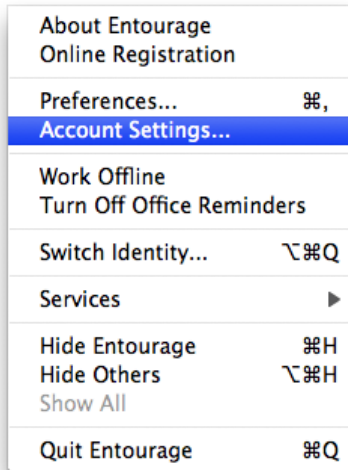 About Entourage
Online Registration
Preferences... ⌘,
Account Settings...
Work Offline
Turn Off Office Reminders
Switch Identity... ⌥⌘Q
Services ▶
Hide Entourage ⌘H
Hide Others ⌥⌘H
Show All
Quit Entourage ⌘Q